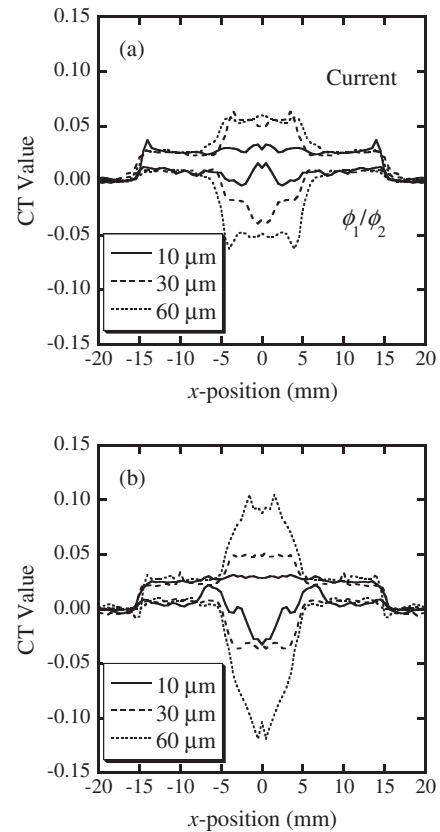 0.15
(a)
0.10
Current
0.05
0.00
-0.05
ϕ₁/ϕ₂
-0.10
-0.15
10 μm
30 μm
60 μm
CT Value
-20 -15 -10 -5 0 5 10 15 20
x-position (mm)
0.15
(b)
0.10
0.05
0.00
-0.05
-0.10
-0.15
10 μm
30 μm
60 μm
CT Value
-20 -15 -10 -5 0 5 10 15 20
x-position (mm)